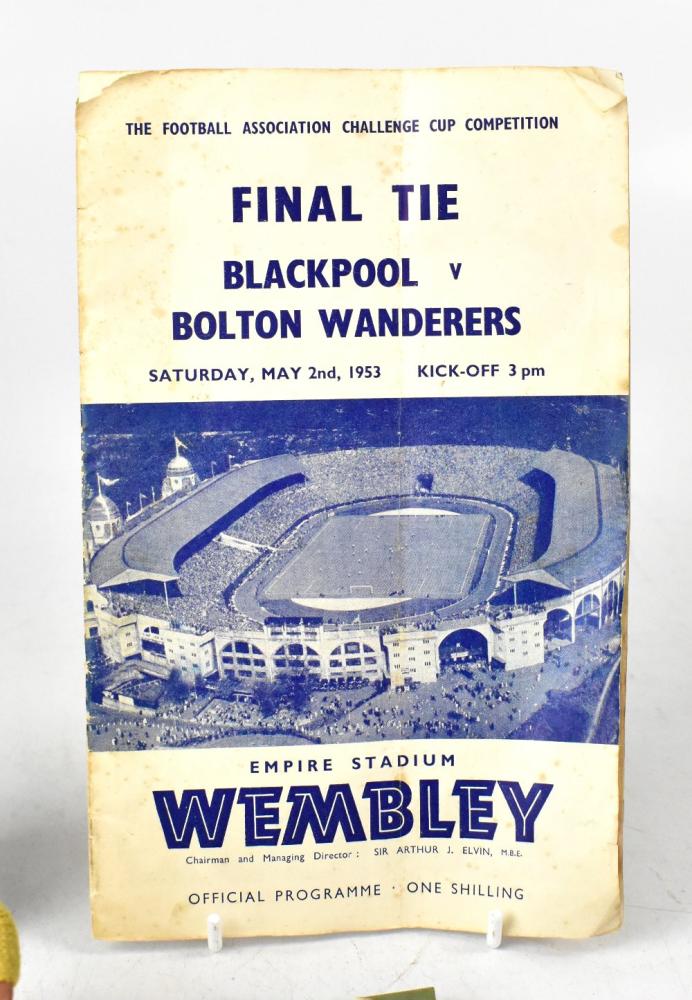 THE FOOTBALL ASSOCIATION CHALLENGE CUP COMPETITION
FINAL TIE
BLACKPOOL v
BOLTON WANDERERS
SATURDAY, MAY 2nd, 1953 KICK-OFF 3 pm
EMPIRE STADIUM
WEMBLEY
Chairman and Managing Director : SIR ARTHUR J. ELVIN, M.B.E.
OFFICIAL PROGRAMME · ONE SHILLING